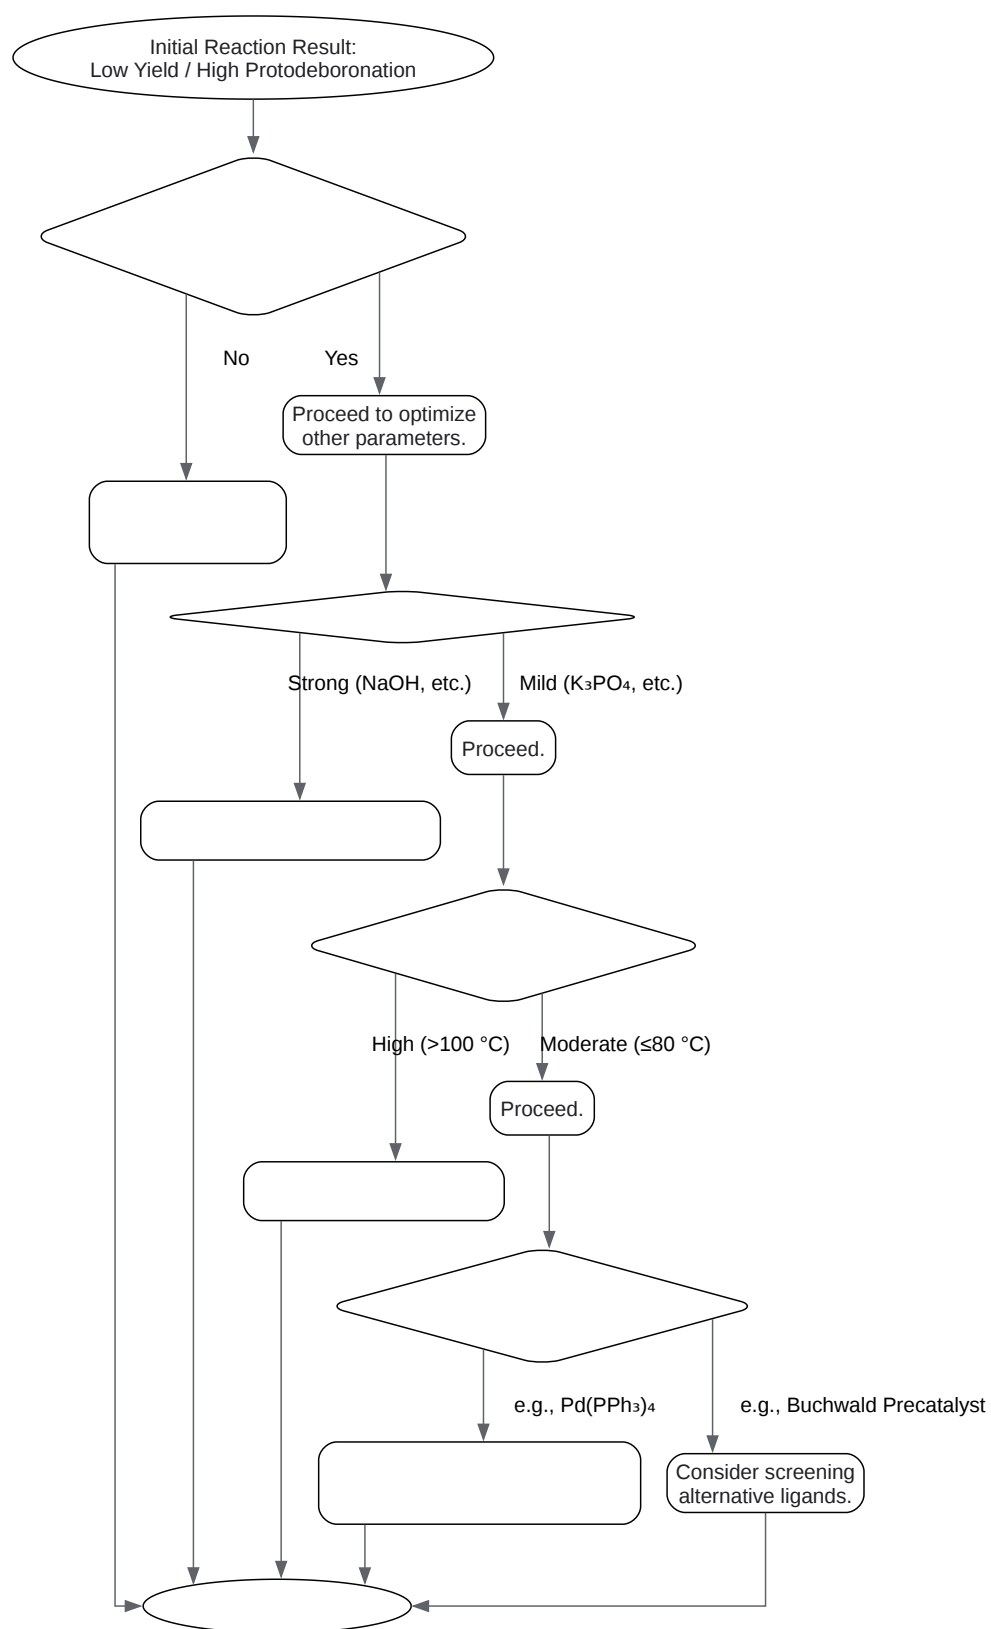 Initial Reaction Result:
Low Yield / High Protodeboronation
No
Yes
Proceed to optimize
other parameters.
Strong (NaOH, etc.)
Mild (K₃PO₄, etc.)
Proceed.
High (>100 °C)
Moderate (≤80 °C)
Proceed.
e.g., Pd(PPh₃)₄
e.g., Buchwald Precatalyst
Consider screening
alternative ligands.